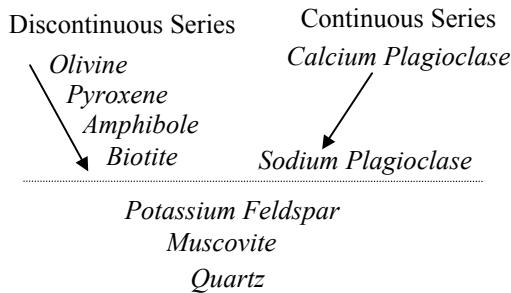 Discontinuous Series
Olivine
Pyroxene
Amphibole
Biotite
Continuous Series
Calcium Plagioclase
Sodium Plagioclase
Potassium Feldspar
Muscovite
Quartz